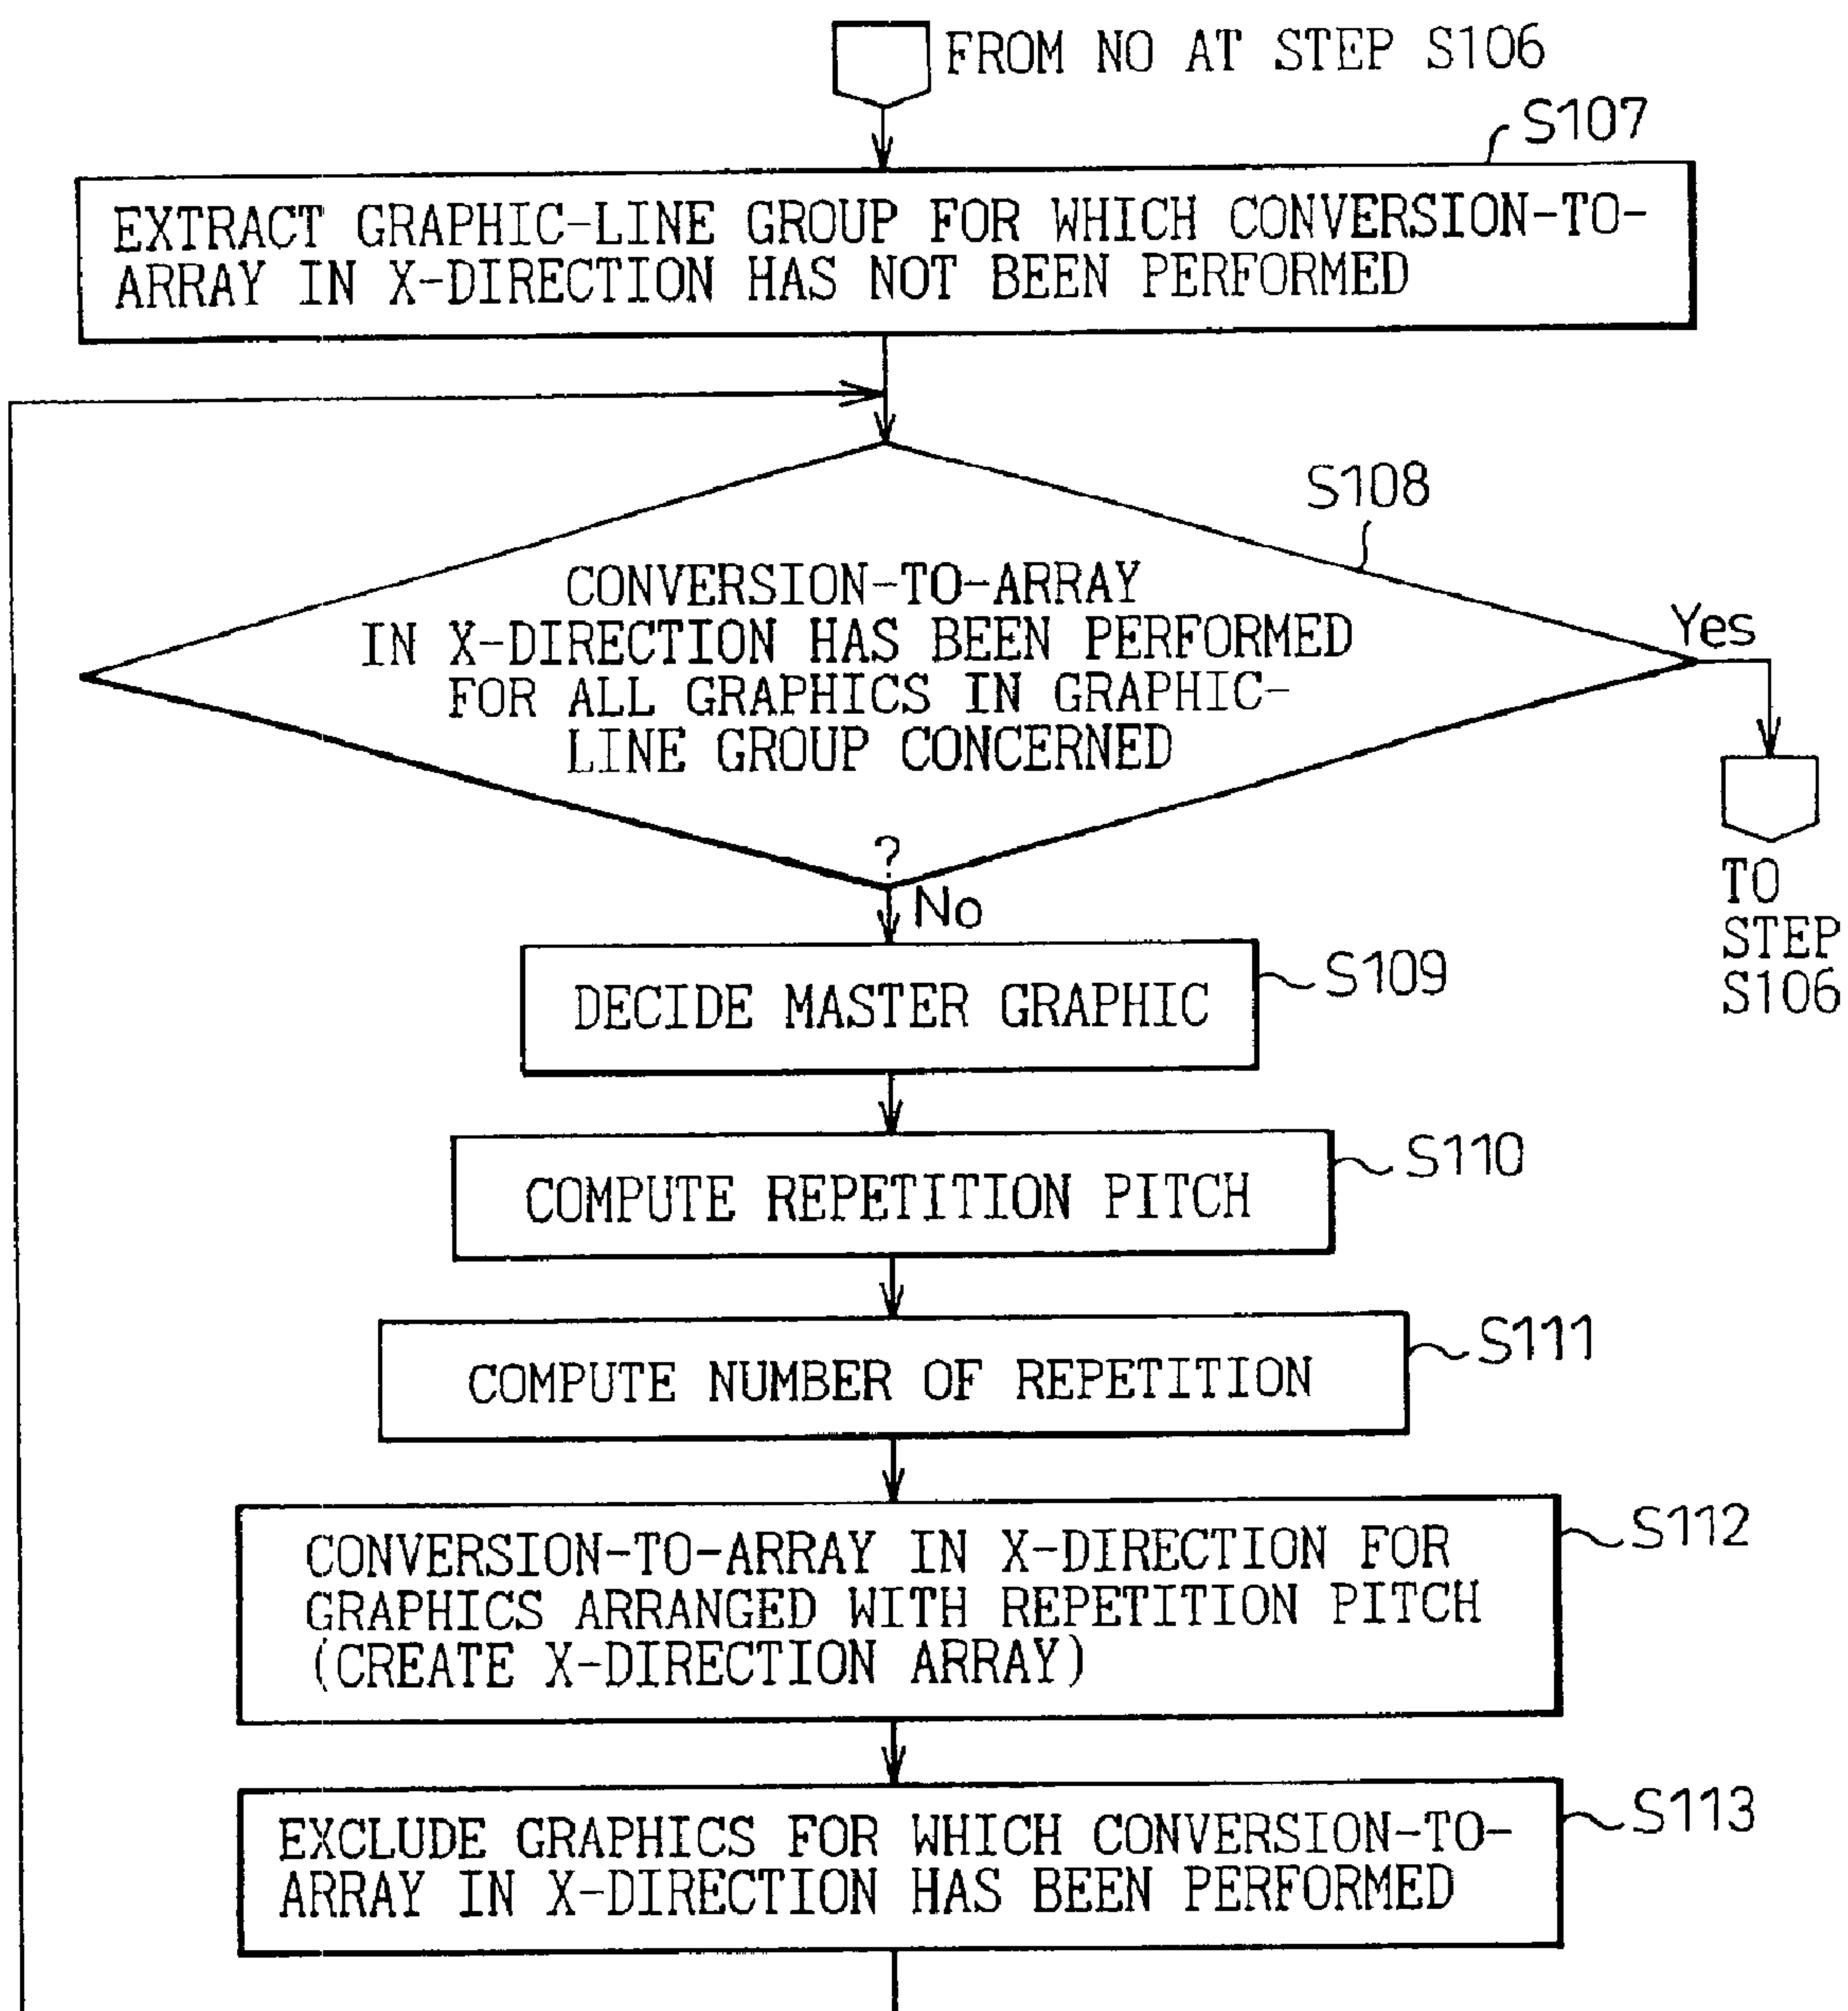 FROM NO AT STEP S106
S107
EXTRACT GRAPHIC-LINE GROUP FOR WHICH CONVERSION-TO-
ARRAY IN X-DIRECTION HAS NOT BEEN PERFORMED
S108
CONVERSION-TO-ARRAY
IN X-DIRECTION HAS BEEN PERFORMED
FOR ALL GRAPHICS IN GRAPHIC-
LINE GROUP CONCERNED
?
Yes
TO
STEP
S106
No
S109
DECIDE MASTER GRAPHIC
S110
COMPUTE REPETITION PITCH
S111
COMPUTE NUMBER OF REPETITION
S112
CONVERSION-TO-ARRAY IN X-DIRECTION FOR
GRAPHICS ARRANGED WITH REPETITION PITCH
(CREATE X-DIRECTION ARRAY)
S113
EXCLUDE GRAPHICS FOR WHICH CONVERSION-TO-
ARRAY IN X-DIRECTION HAS BEEN PERFORMED